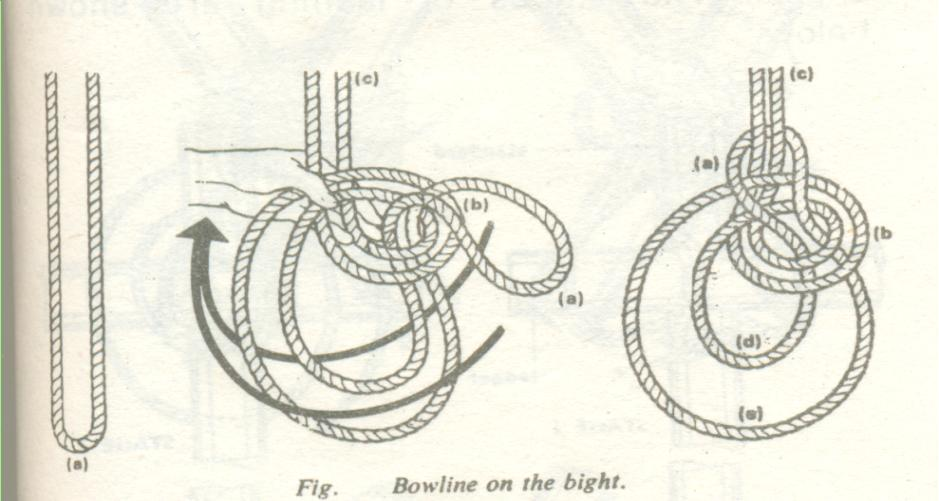 (c)
(c)
(a)
(b)
(b
(a)
(d)
(e)
(a)
Fig. Bowline on the bight.